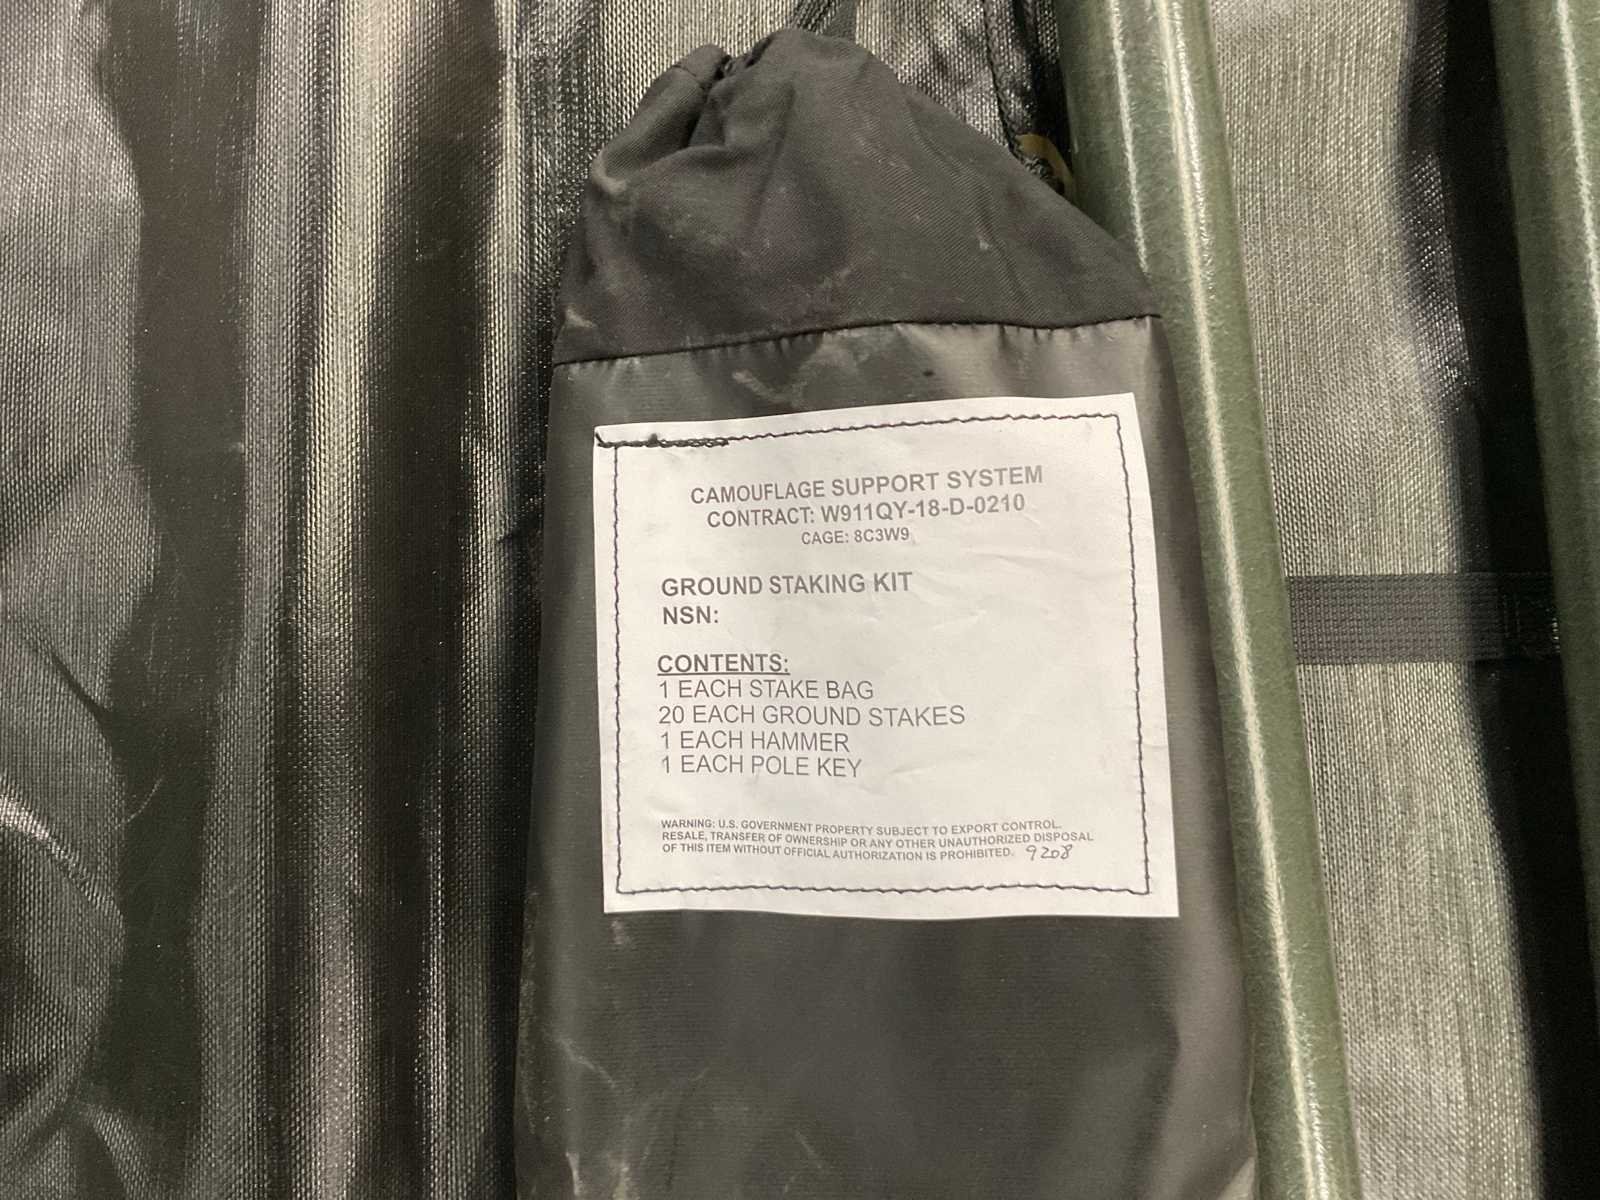 CAMOUFLAGE SUPPORT SYSTEM
CONTRACT: W911QY-18-D-0210
CAGE: 8C3W9
GROUND STAKING KIT
NSN:
CONTENTS:
1 EACH STAKE BAG
20 EACH GROUND STAKES
1 EACH HAMMER
1 EACH POLE KEY
WARNING: U.S. GOVERNMENT PROPERTY SUBJECT TO EXPORT CONTROL.
RESALE, TRANSFER OF OWNERSHIP OR ANY OTHER UNAUTHORIZED DISPOSAL
OF THIS ITEM WITHOUT OFFICIAL AUTHORIZATION IS PROHIBITED. 9208